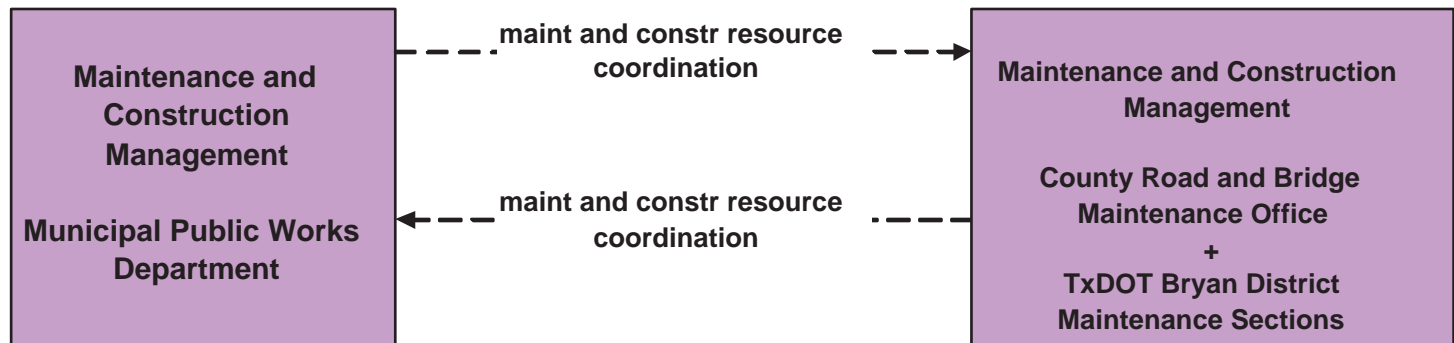 Maintenance and
Construction
Management
Municipal Public Works
Department
maint and constr resource
coordination
maint and constr resource
coordination
Maintenance and Construction
Management
County Road and Bridge
Maintenance Office
+
TxDOT Bryan District
Maintenance Sections